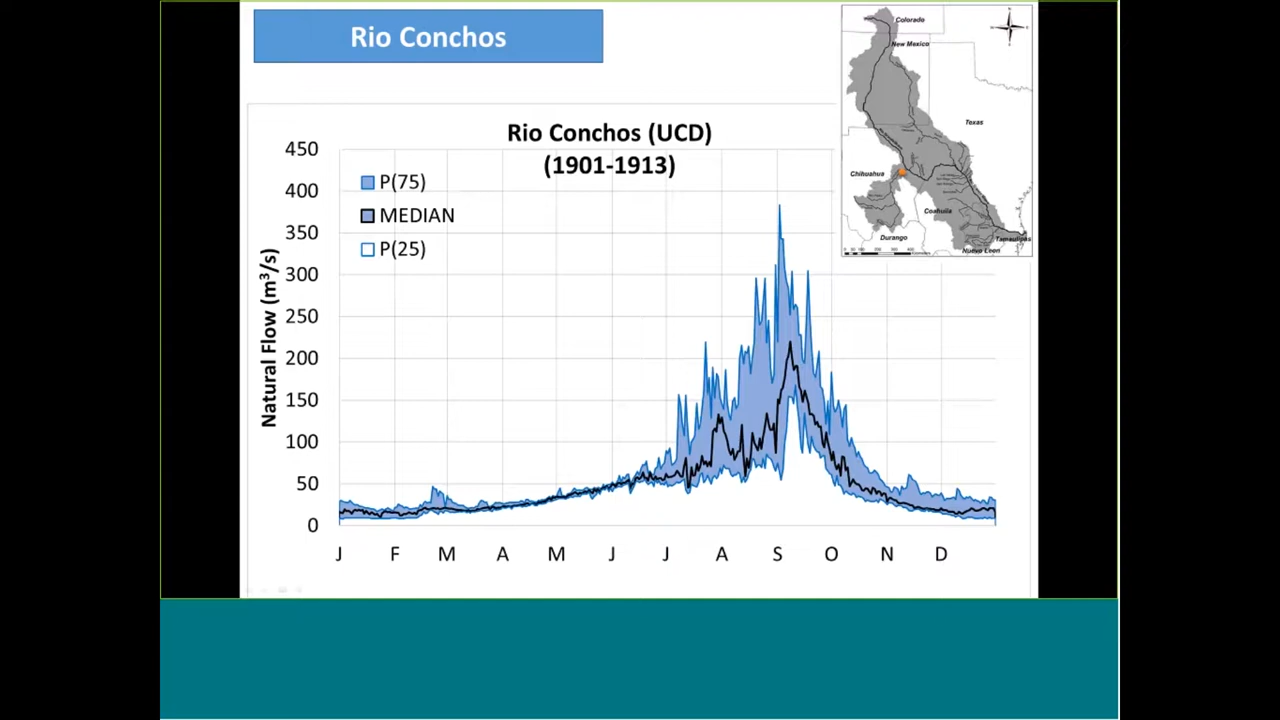 Rio Conchos
Rio Conchos (UCD)
(1901-1913)
P(75)
MEDIAN
P(25)
Natural Flow (m³/s)
450
400
350
300
250
200
150
100
50
0
J F M A M J J A S O N D
Colorado
New Mexico
Texas
Chihuahua
Coahuila
Durango
Tamaulipas
Nuevo Leon